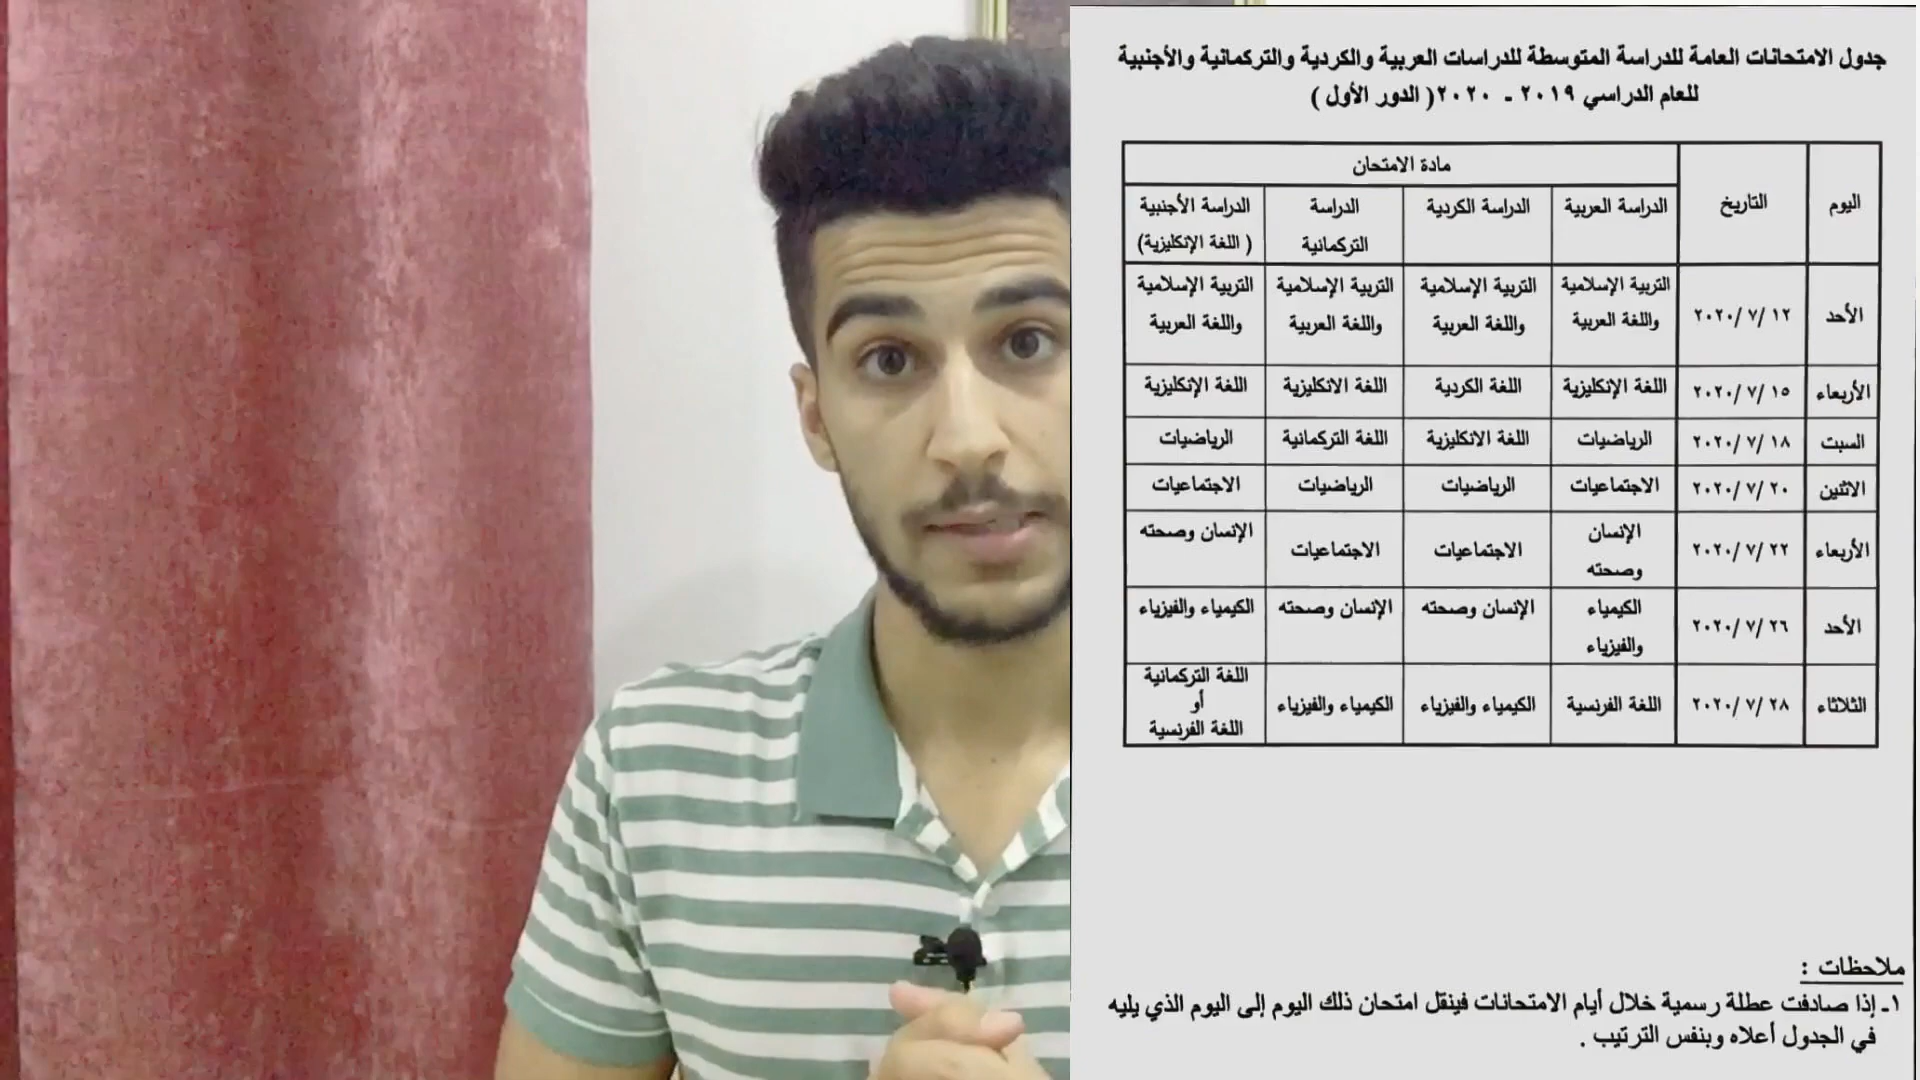 جدول الامتحانات العامة للدراسة المتوسطة للدراسات العربية والكردية والتركمانية والأجنبية
للعام الدراسي ٢٠١٩ - ٢٠٢٠( الدور الأول )
اليوم
التاريخ
مادة الامتحان
الدراسة العربية
الدراسة الكردية
الدراسة
التركمانية
الدراسة الأجنبية
( اللغة الإنكليزية)
الأحد
١٢ /٧ /٢٠٢٠
التربية الإسلامية
واللغة العربية
التربية الإسلامية
واللغة العربية
التربية الإسلامية
واللغة العربية
التربية الإسلامية
واللغة العربية
الأربعاء
١٥ /٧ /٢٠٢٠
اللغة الإنكليزية
اللغة الكردية
اللغة الانكليزية
اللغة الإنكليزية
السبت
١٨ /٧ /٢٠٢٠
الرياضيات
اللغة الانكليزية
اللغة التركمانية
الرياضيات
الاثنين
٢٠ /٧ /٢٠٢٠
الاجتماعيات
الرياضيات
الرياضيات
الاجتماعيات
الأربعاء
٢٢ /٧ /٢٠٢٠
الإنسان
وصحته
الاجتماعيات
الاجتماعيات
الإنسان وصحته
الأحد
٢٦ /٧ /٢٠٢٠
الكيمياء
والفيزياء
الإنسان وصحته
الإنسان وصحته
الكيمياء والفيزياء
الثلاثاء
٢٨ /٧ /٢٠٢٠
اللغة الفرنسية
الكيمياء والفيزياء
الكيمياء والفيزياء
اللغة التركمانية
أو
اللغة الفرنسية
ملاحظات :
١- إذا صادفت عطلة رسمية خلال أيام الامتحانات فينقل امتحان ذلك اليوم إلى اليوم الذي يليه
في الجدول أعلاه وبنفس الترتيب .